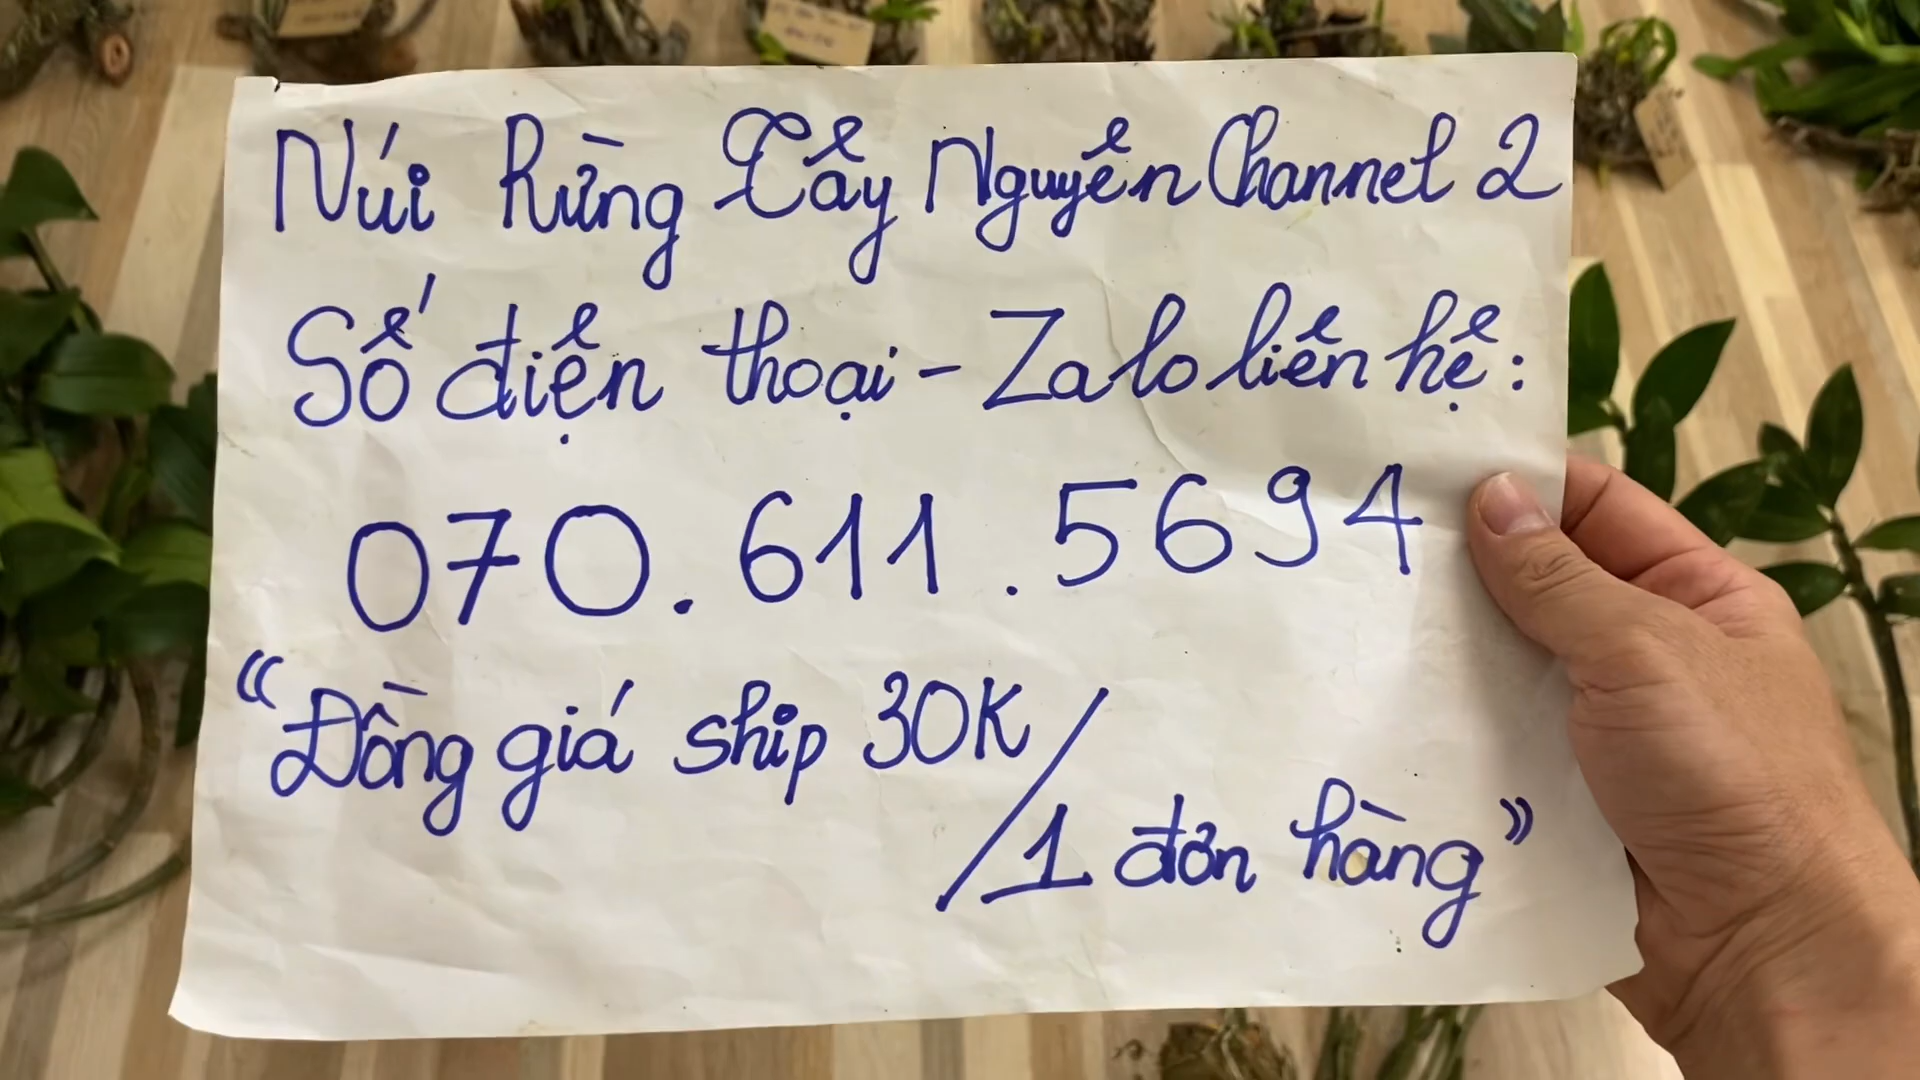 Núi Rừng Tây Nguyên Channel 2
Số điện thoại - Zalo liên hệ:
070.611.5694
"Đồng giá ship 30K
/1 đơn hàng"